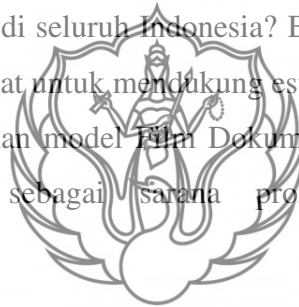 di seluruh Indonesia? B
at untuk mendukung es
an model Film Dokum
sebagai sarana pro